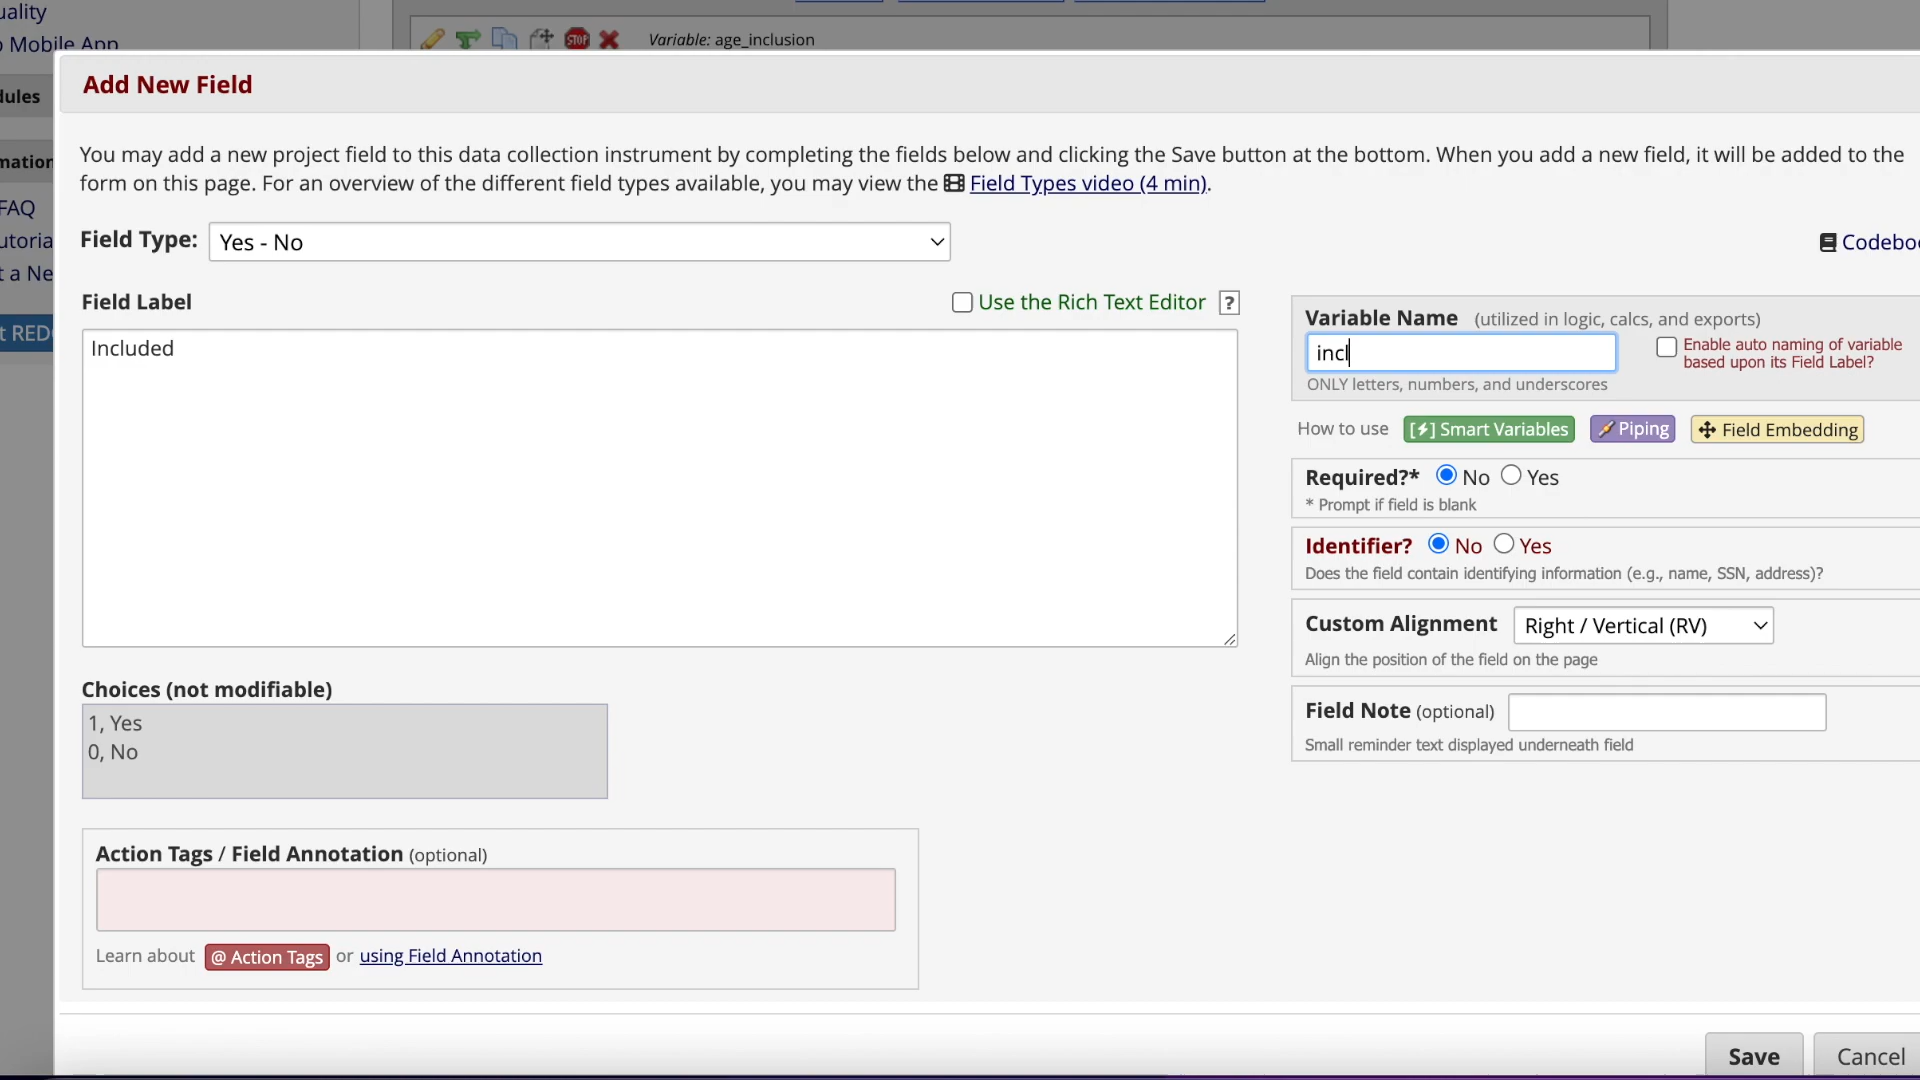 uality
Mobile App
Variable: age_inclusion
dules
mation
FAQ
utoria
t a Ne
t RED
Add New Field
You may add a new project field to this data collection instrument by completing the fields below and clicking the Save button at the bottom. When you add a new field, it will be added to the
form on this page. For an overview of the different field types available, you may view the Field Types video (4 min).
Field Type: Yes - No
Codeboo
Field Label
Use the Rich Text Editor ?
Included
Variable Name (utilized in logic, calcs, and exports)
incl
Enable auto naming of variable
based upon its Field Label?
ONLY letters, numbers, and underscores
How to use [⚡] Smart Variables Piping Field Embedding
Required?* No Yes
* Prompt if field is blank
Identifier? No Yes
Does the field contain identifying information (e.g., name, SSN, address)?
Custom Alignment Right / Vertical (RV)
Align the position of the field on the page
Field Note (optional)
Small reminder text displayed underneath field
Choices (not modifiable)
1, Yes
0, No
Action Tags / Field Annotation (optional)
Learn about @ Action Tags or using Field Annotation
Save Cancel